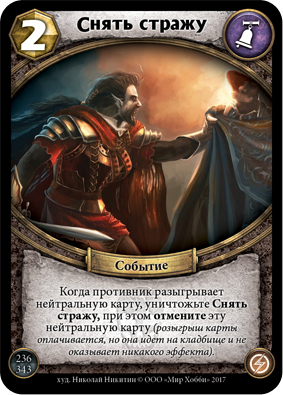 2
Снять стражу
Событие
Когда противник разыгрывает
нейтральную карту, уничтожьте Снять
стражу, при этом отмените эту
нейтральную карту (розыгрыш карты
оплачивается, но она идет на кладбище и не
оказывает никакого эффекта).
236
343
худ. Николай Никитин © ООО «Мир Хобби» 2017